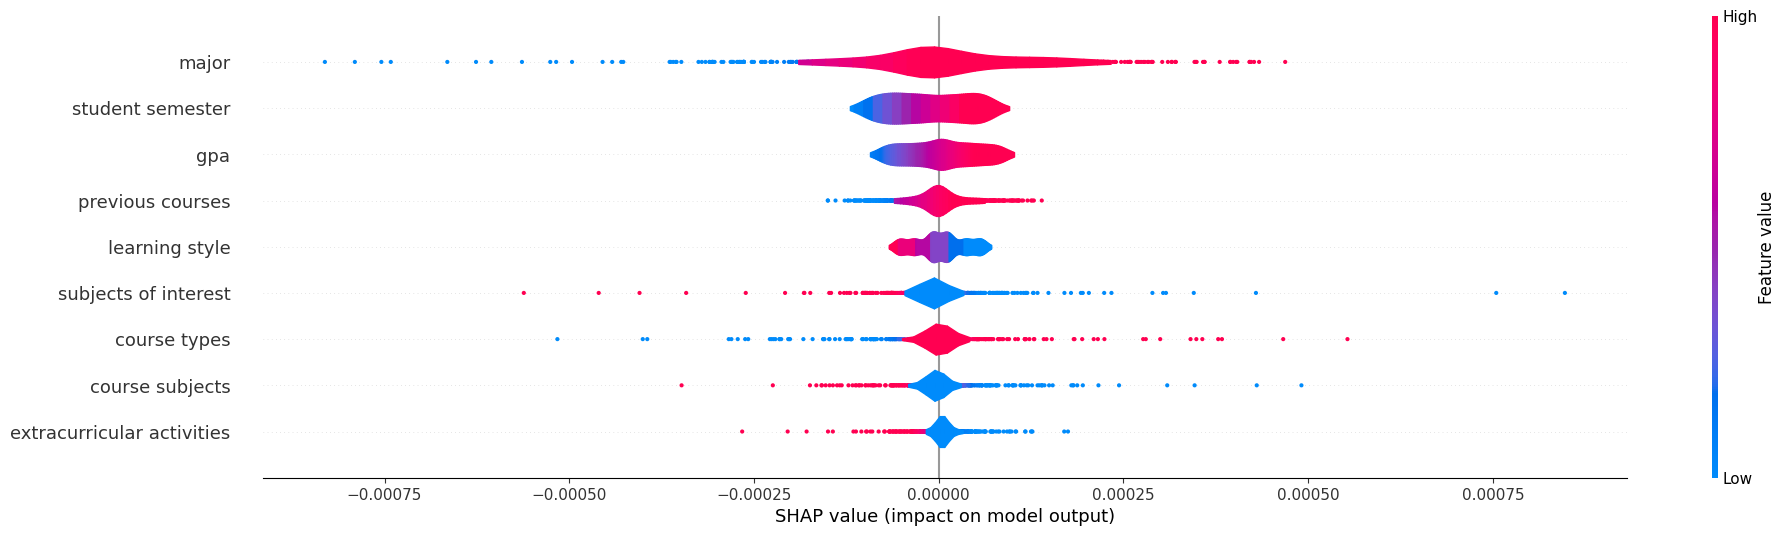 High
major
student semester
gpa
previous courses
learning style
subjects of interest
course types
course subjects
extracurricular activities
Feature value
Low
−0.00075 −0.00050 −0.00025 0.00000 0.00025 0.00050 0.00075
SHAP value (impact on model output)